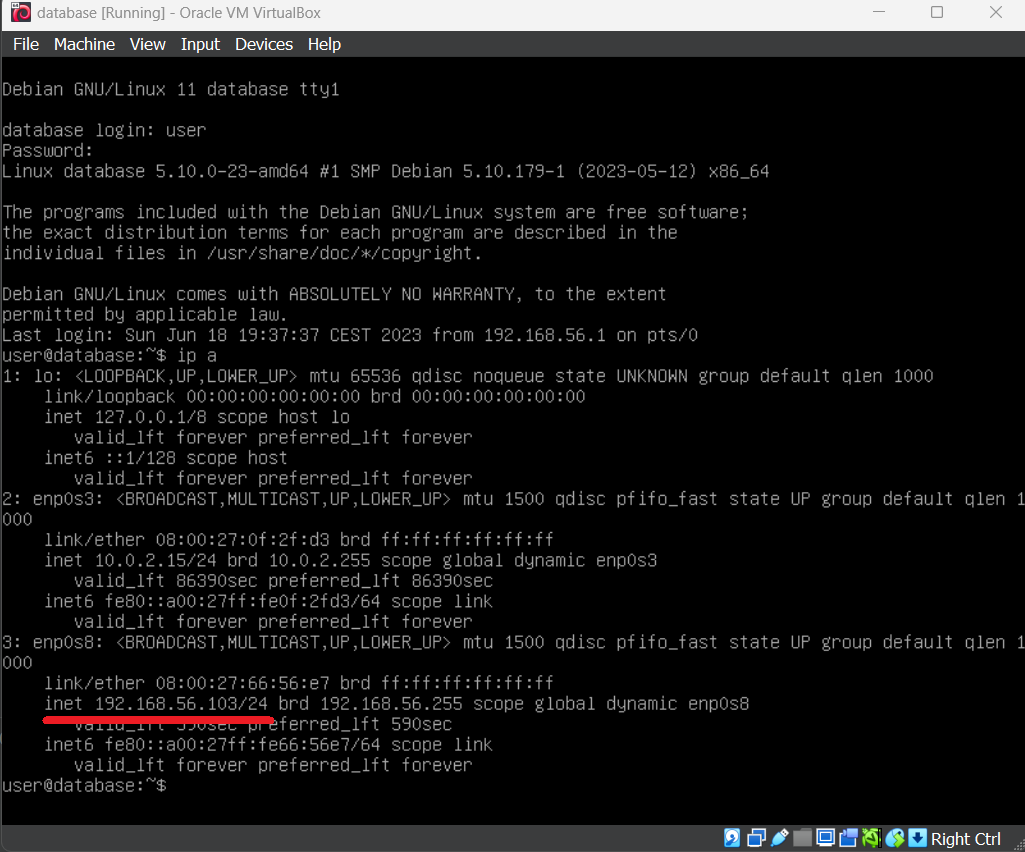 database [Running] - Oracle VM VirtualBox
File Machine View Input Devices Help
Debian GNU/Linux 11 database tty1
database login: user
Password:
Linux database 5.10.0-23-amd64 #1 SMP Debian 5.10.179-1 (2023-05-12) x86_64
The programs included with the Debian GNU/Linux system are free software;
the exact distribution terms for each program are described in the
individual files in /usr/share/doc/*/copyright.
Debian GNU/Linux comes with ABSOLUTELY NO WARRANTY, to the extent
permitted by applicable law.
Last login: Sun Jun 18 19:37:37 CEST 2023 from 192.168.56.1 on pts/0
user@database:~$ ip a
1: lo: <LOOPBACK,UP,LOWER_UP> mtu 65536 qdisc noqueue state UNKNOWN group default qlen 1000
link/loopback 00:00:00:00:00:00 brd 00:00:00:00:00:00
inet 127.0.0.1/8 scope host lo
valid_lft forever preferred_lft forever
inet6 ::1/128 scope host
valid_lft forever preferred_lft forever
2: enp0s3: <BROADCAST,MULTICAST,UP,LOWER_UP> mtu 1500 qdisc pfifo_fast state UP group default qlen 1
000
link/ether 08:00:27:0f:2f:d3 brd ff:ff:ff:ff:ff:ff
inet 10.0.2.15/24 brd 10.0.2.255 scope global dynamic enp0s3
valid_lft 86390sec preferred_lft 86390sec
inet6 fe80::a00:27ff:fe0f:2fd3/64 scope link
valid_lft forever preferred_lft forever
3: enp0s8: <BROADCAST,MULTICAST,UP,LOWER_UP> mtu 1500 qdisc pfifo_fast state UP group default qlen 1
000
link/ether 08:00:27:66:56:e7 brd ff:ff:ff:ff:ff:ff
inet 192.168.56.103/24 brd 192.168.56.255 scope global dynamic enp0s8
valid_lft 590sec preferred_lft 590sec
inet6 fe80::a00:27ff:fe66:56e7/64 scope link
valid_lft forever preferred_lft forever
user@database:~$
Right Ctrl